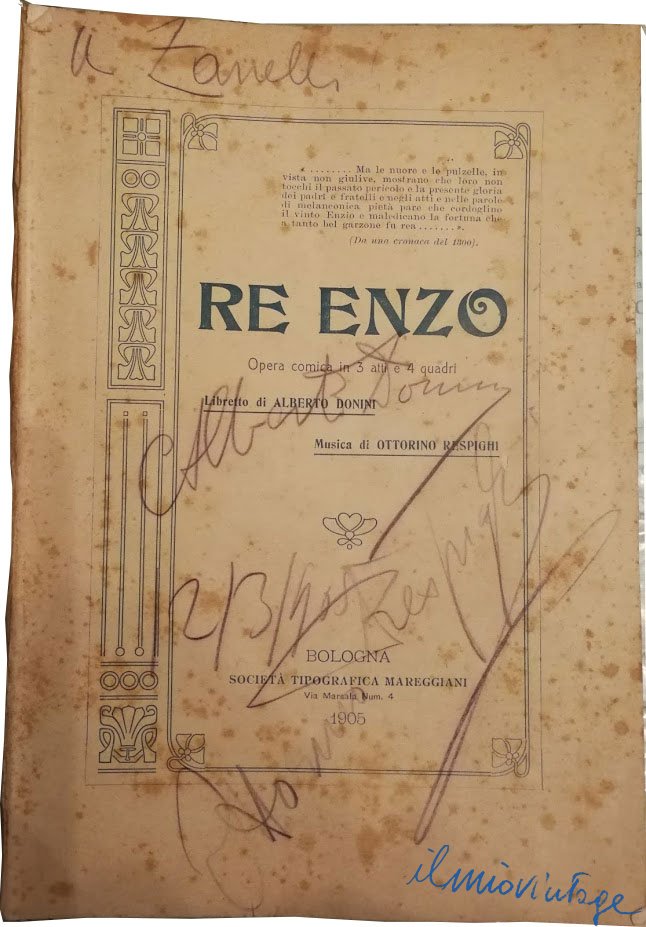 a Zanelli
« ........ Ma le nuore e le pulzelle, in
vista non giulive, mostrano che loro non
tocchi il passato pericolo e la presente gloria
dei padri e fratelli e negli atti e nelle parole
di melanconica pietà pare che cordoglino
il vinto Enzio e maledicano la fortuna che
a tanto bel garzone fu rea ....... ».
(Da una cronaca del 1300).
RE ENZO
Opera comica in 3 atti e 4 quadri
Libretto di ALBERTO DONINI
Musica di OTTORINO RESPIGHI
Alberto Donini
2/3/905
Ottorino Respighi
BOLOGNA
SOCIETÀ TIPOGRAFICA MAREGGIANI
Via Marsala Num. 4
1905
ilmiovintage